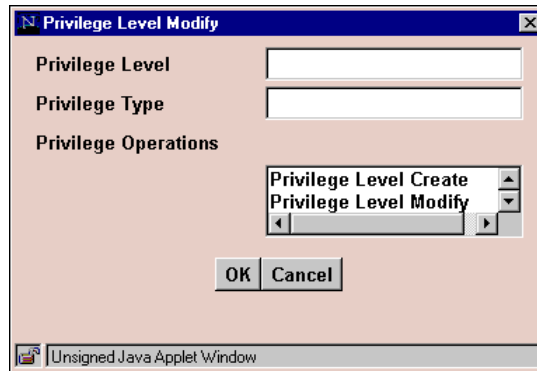 N Privilege Level Modify
Privilege Level
Privilege Type
Privilege Operations
Privilege Level Create
Privilege Level Modify
OK Cancel
Unsigned Java Applet Window